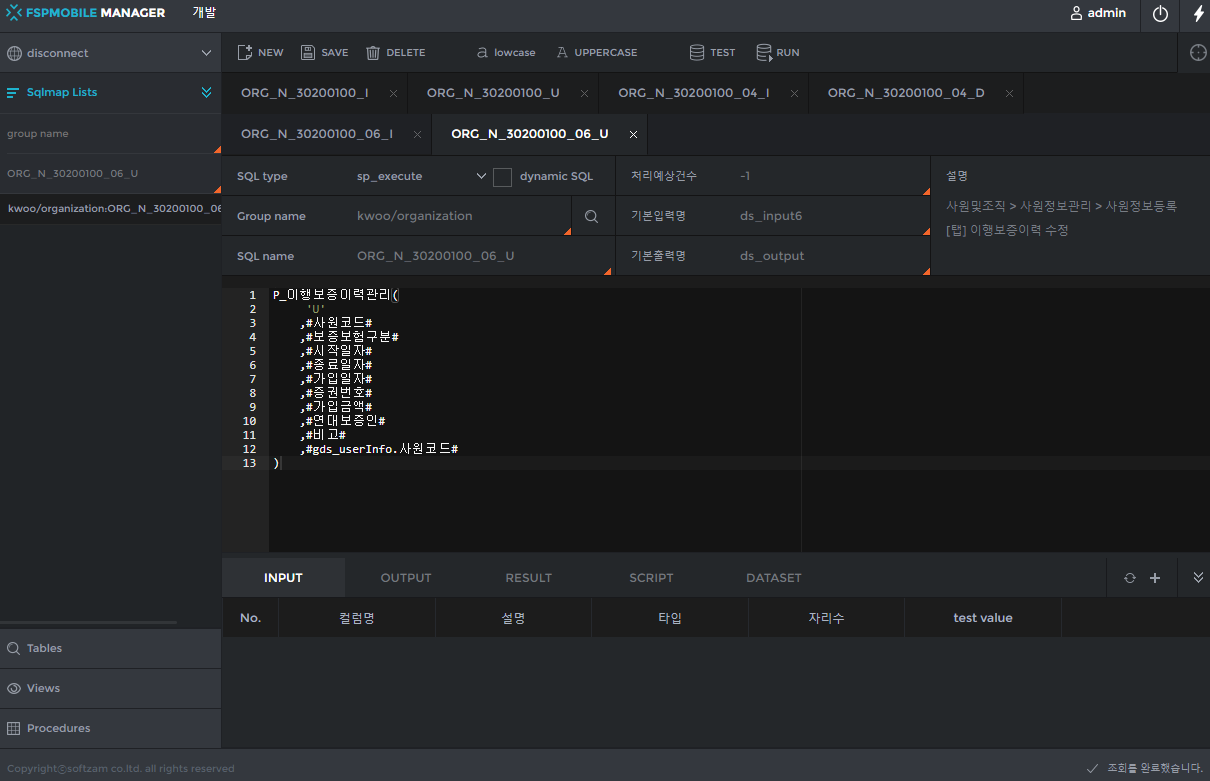 FSPMOBILE MANAGER 개발 admin
disconnect
NEW SAVE DELETE a lowcase A UPPERCASE TEST RUN
Sqlmap Lists
ORG_N_30200100_I ORG_N_30200100_U ORG_N_30200100_04_I ORG_N_30200100_04_D
group name
ORG_N_30200100_06_I ORG_N_30200100_06_U
ORG_N_30200100_06_U
kwoo/organization:ORG_N_30200100_06
SQL type sp_execute dynamic SQL 처리예상건수 -1 설명
Group name kwoo/organization 기본입력명 ds_input6 사원및조직 > 사원정보관리 > 사원정보등록
[탭] 이행보증이력 수정
SQL name ORG_N_30200100_06_U 기본출력명 ds_output
1 P_이행보증이력관리(
2 'U'
3 ,#사원코드#
4 ,#보증보험구분#
5 ,#시작일자#
6 ,#종료일자#
7 ,#가입일자#
8 ,#증권번호#
9 ,#가입금액#
10 ,#연대보증인#
11 ,#비고#
12 ,#gds_userInfo.사원코드#
13 )
INPUT OUTPUT RESULT SCRIPT DATASET
No. 컬럼명 설명 타입 자리수 test value
Tables
Views
Procedures
Copyright©softzam co.ltd. all rights reserved 조회를 완료했습니다.